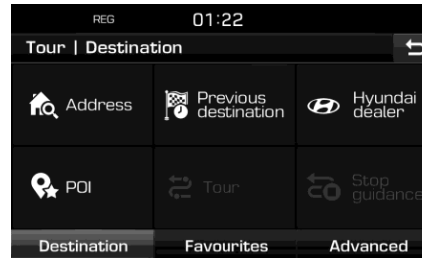 REG 01:22
Tour | Destination
Address
Previous
destination
Hyundai
dealer
POI
Tour
Stop
guidance
Destination Favourites Advanced